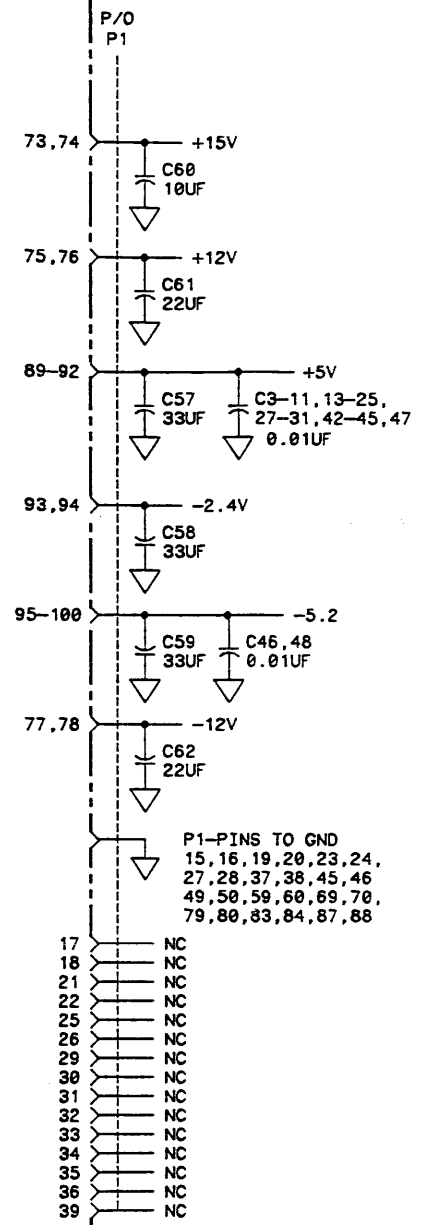 P/O
P1
73,74
+15V
C60
10UF
75,76
+12V
C61
22UF
89-92
+5V
C57
33UF
C3-11,13-25,
27-31,42-45,47
0.01UF
93,94
-2.4V
C58
33UF
95-100
-5.2
C59
33UF
C46,48
0.01UF
77,78
-12V
C62
22UF
P1-PINS TO GND
15,16,19,20,23,24,
27,28,37,38,45,46
49,50,59,60,69,70,
79,80,83,84,87,88
17 NC
18 NC
21 NC
22 NC
25 NC
26 NC
29 NC
30 NC
31 NC
32 NC
33 NC
34 NC
35 NC
36 NC
39 NC